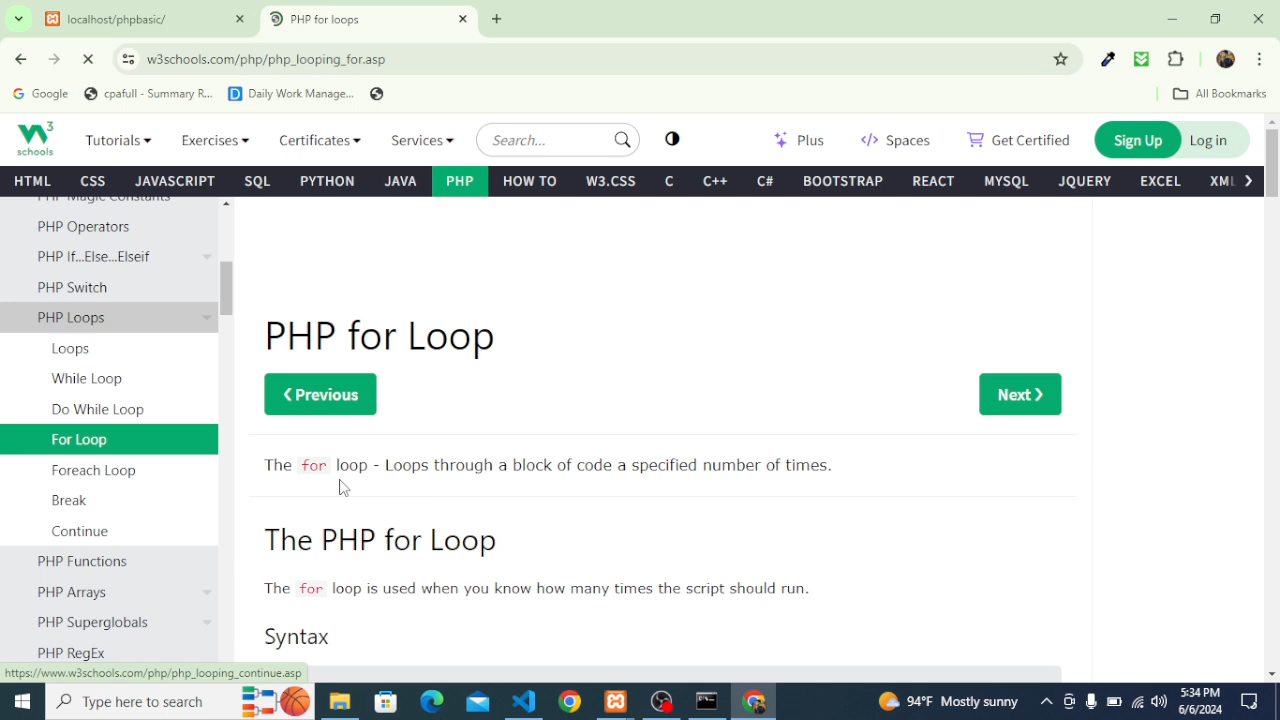 localhost/phpbasic/
PHP for loops
w3schools.com/php/php_looping_for.asp
Google
cpafull - Summary R...
Daily Work Manage...
All Bookmarks
W3 schools
Tutorials
Exercises
Certificates
Services
Search...
Plus
Spaces
Get Certified
Sign Up
Log in
HTML CSS JAVASCRIPT SQL PYTHON JAVA PHP HOW TO W3.CSS C C++ C# BOOTSTRAP REACT MYSQL JQUERY EXCEL XML
PHP Magic Constants
PHP Operators
PHP If...Else...Elseif
PHP Switch
PHP Loops
Loops
While Loop
Do While Loop
For Loop
Foreach Loop
Break
Continue
PHP Functions
PHP Arrays
PHP Superglobals
PHP RegEx
PHP for Loop
❮ Previous
Next ❯
The for loop - Loops through a block of code a specified number of times.
The PHP for Loop
The for loop is used when you know how many times the script should run.
Syntax
https://www.w3schools.com/php/php_looping_continue.asp
Type here to search
94°F Mostly sunny
5:34 PM
6/6/2024